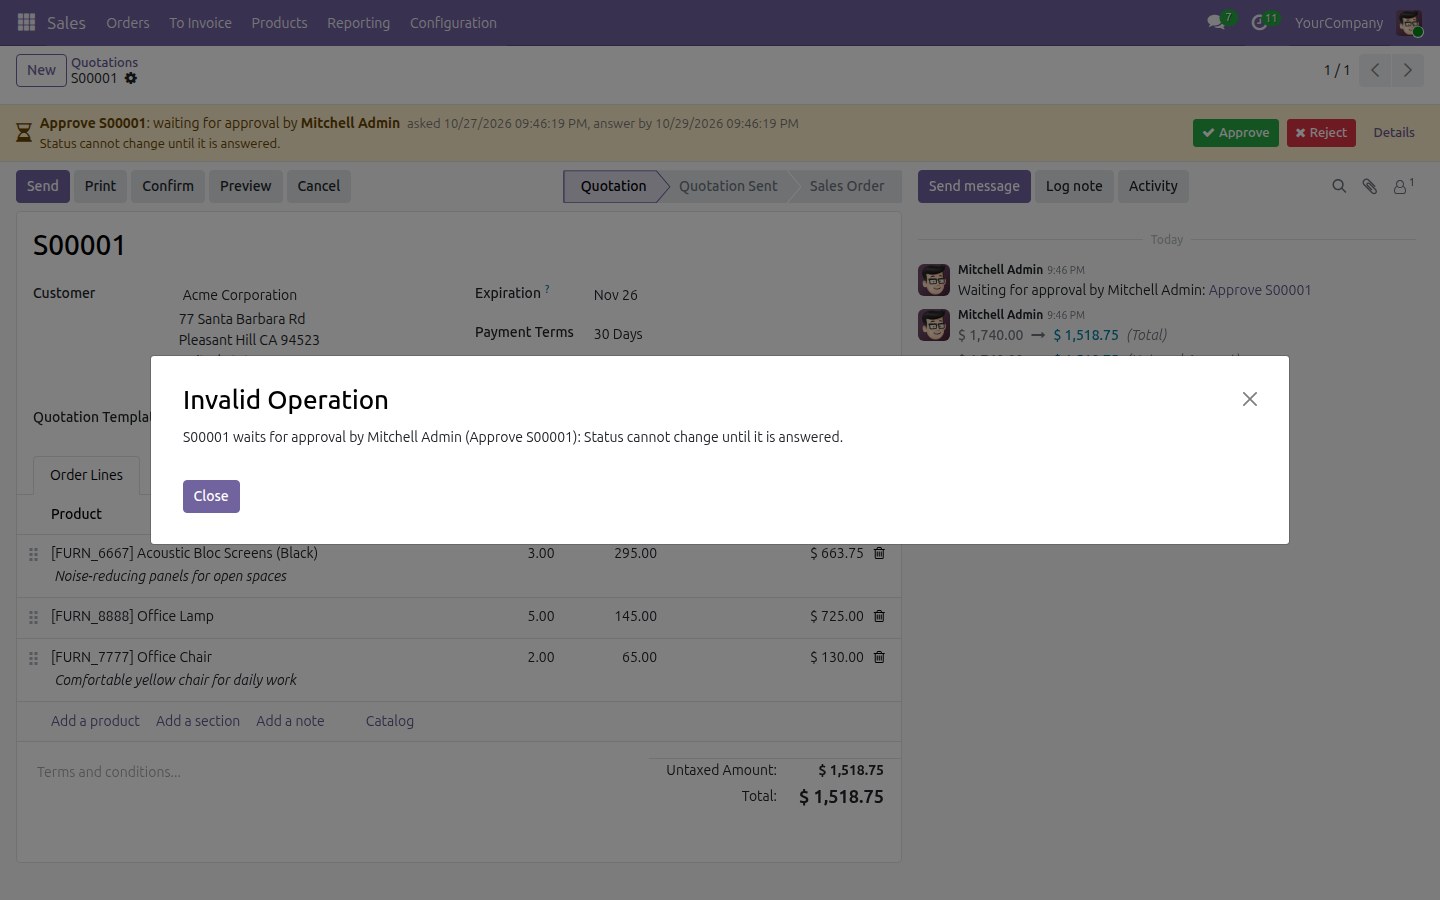 Sales Orders To Invoice Products Reporting Configuration 7 11 YourCompany
New Quotations
S00001 1 / 1
Approve S00001: waiting for approval by Mitchell Admin asked 10/27/2026 09:46:19 PM, answer by 10/29/2026 09:46:19 PM
Status cannot change until it is answered.
Approve Reject Details
Send Print Confirm Preview Cancel Quotation Quotation Sent Sales Order Send message Log note Activity 1
S00001
Today
Customer Acme Corporation
77 Santa Barbara Rd
Pleasant Hill CA 94523
Expiration ? Nov 26
Payment Terms 30 Days
Mitchell Admin 9:46 PM
Waiting for approval by Mitchell Admin: Approve S00001
Mitchell Admin 9:46 PM
$ 1,740.00 → $ 1,518.75 (Total)
Invalid Operation
S00001 waits for approval by Mitchell Admin (Approve S00001): Status cannot change until it is answered.
Close
Quotation
Order Lines
Product
[FURN_6667] Acoustic Bloc Screens (Black) 3.00 295.00 $ 663.75
Noise-reducing panels for open spaces
[FURN_8888] Office Lamp 5.00 145.00 $ 725.00
[FURN_7777] Office Chair 2.00 65.00 $ 130.00
Comfortable yellow chair for daily work
Add a product Add a section Add a note Catalog
Terms and conditions...
Untaxed Amount: $ 1,518.75
Total: $ 1,518.75